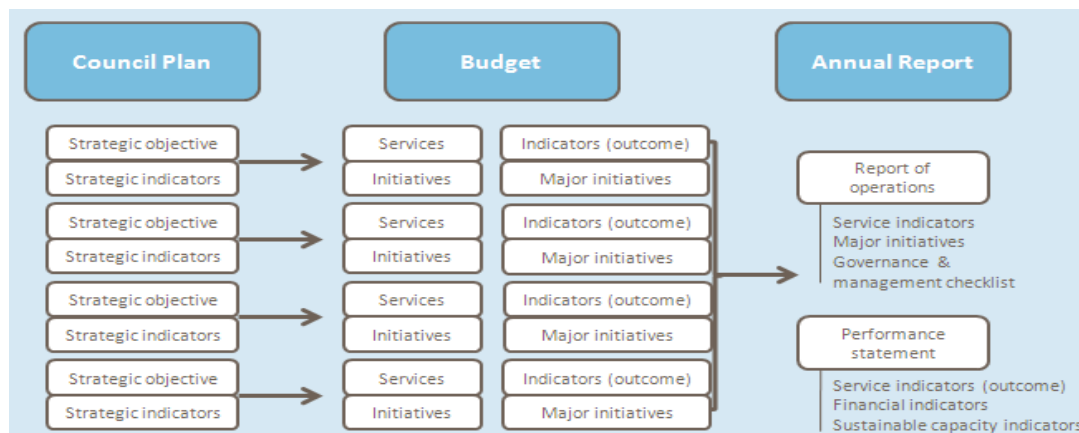 Council Plan
Budget
Annual Report
Strategic objective
Strategic indicators
Services
Initiatives
Indicators (outcome)
Major initiatives
Strategic objective
Strategic indicators
Services
Initiatives
Indicators (outcome)
Major initiatives
Strategic objective
Strategic indicators
Services
Initiatives
Indicators (outcome)
Major initiatives
Strategic objective
Strategic indicators
Services
Initiatives
Indicators (outcome)
Major initiatives
Report of
operations
Service indicators
Major initiatives
Governance &
management checklist
Performance
statement
Service indicators (outcome)
Financial indicators
Sustainable capacity indicators